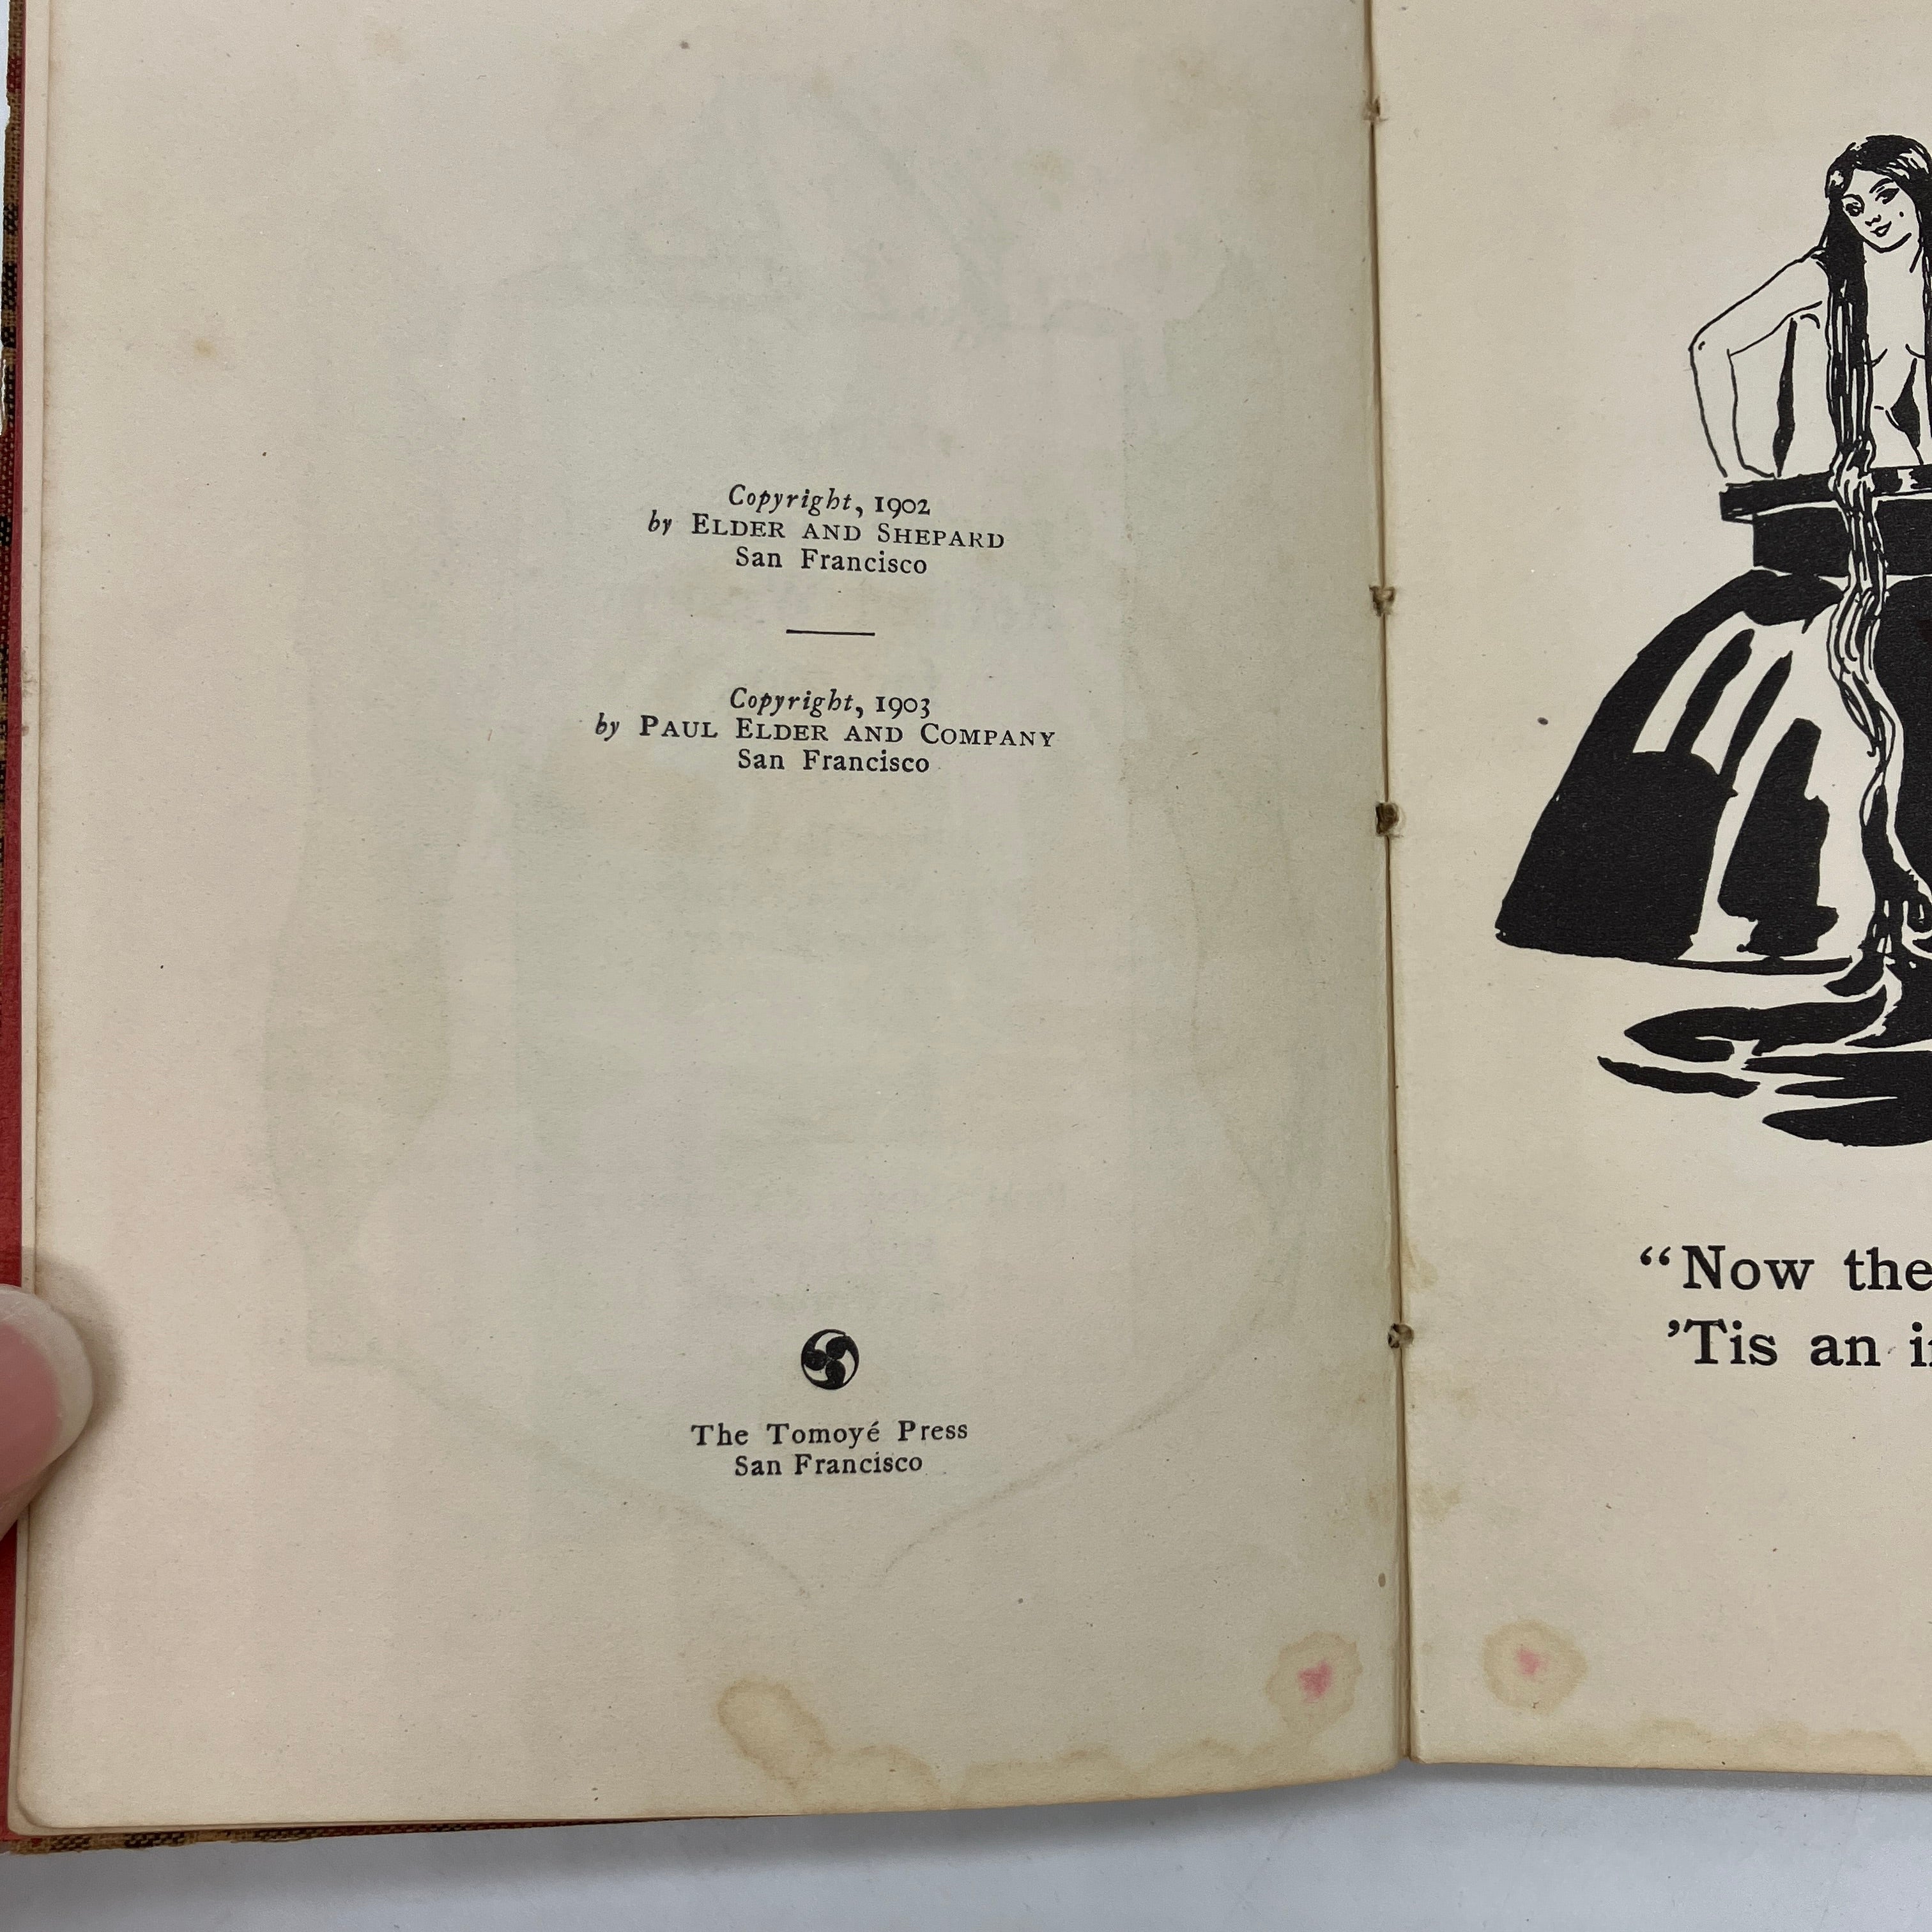 Copyright, 1902
by ELDER AND SHEPARD
San Francisco
Copyright, 1903
by PAUL ELDER AND COMPANY
San Francisco
The Tomoyé Press
San Francisco
“Now the
’Tis an